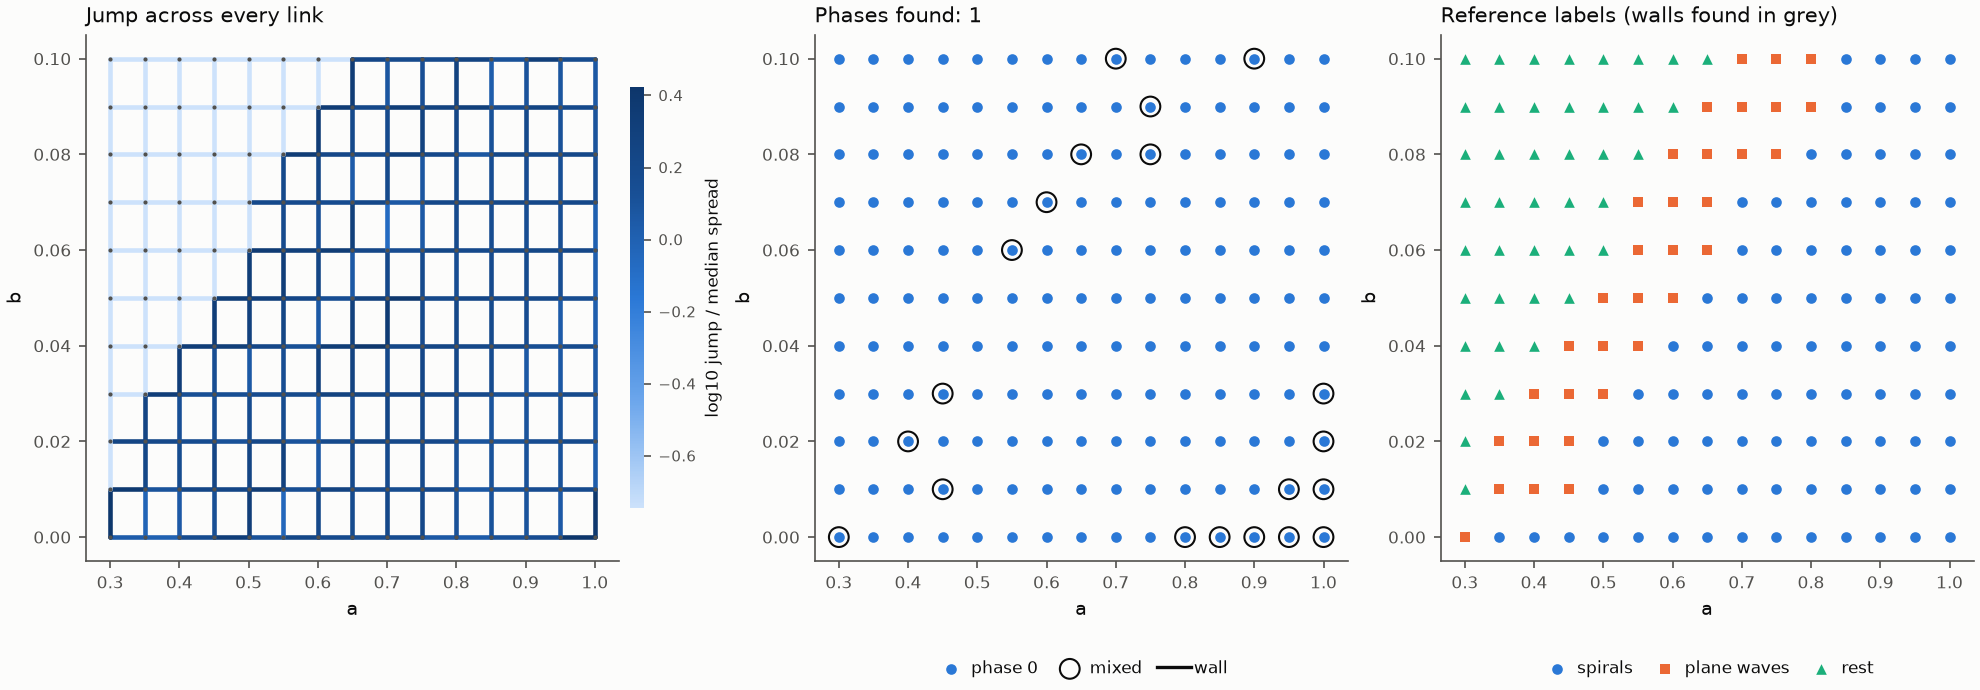 Jump across every link
0.10
0.08
0.06
0.04
0.02
0.00
b
0.3 0.4 0.5 0.6 0.7 0.8 0.9 1.0
a
0.4
0.2
0.0
−0.2
−0.4
−0.6
log10 jump / median spread
Phases found: 1
0.10
0.08
0.06
0.04
0.02
0.00
b
0.3 0.4 0.5 0.6 0.7 0.8 0.9 1.0
a
phase 0 mixed wall
Reference labels (walls found in grey)
0.10
0.08
0.06
0.04
0.02
0.00
b
0.3 0.4 0.5 0.6 0.7 0.8 0.9 1.0
a
spirals plane waves rest